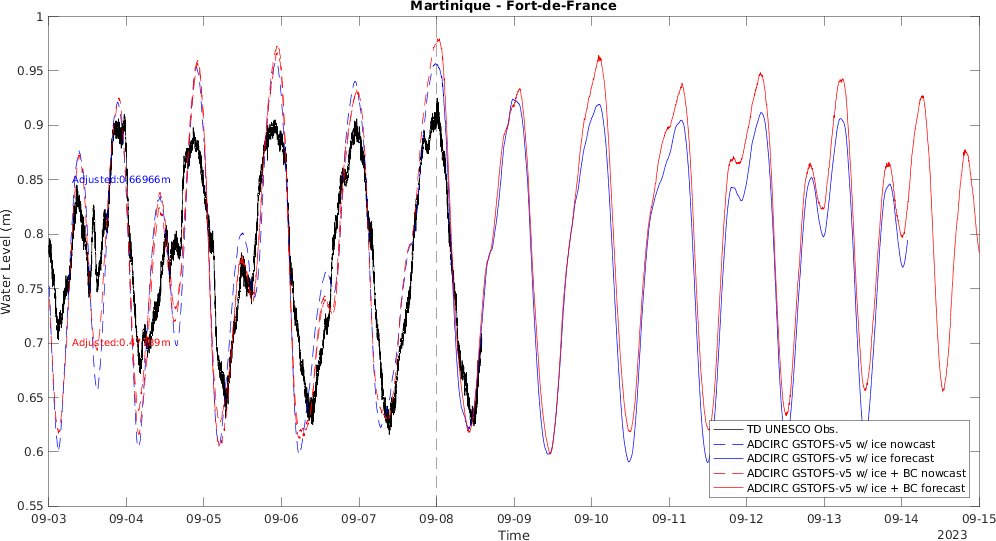 Martinique - Fort-de-France
1
0.95
0.9
0.85
0.8
0.75
0.7
0.65
0.6
0.55
Water Level (m)
Adjusted:0.66966m
TD UNESCO Obs.
ADCIRC GSTOFS-v5 w/ ice nowcast
ADCIRC GSTOFS-v5 w/ ice forecast
ADCIRC GSTOFS-v5 w/ ice + BC nowcast
ADCIRC GSTOFS-v5 w/ ice + BC forecast
09-03 09-04 09-05 09-06 09-07 09-08 09-09 09-10 09-11 09-12 09-13 09-14 09-15
Time
2023